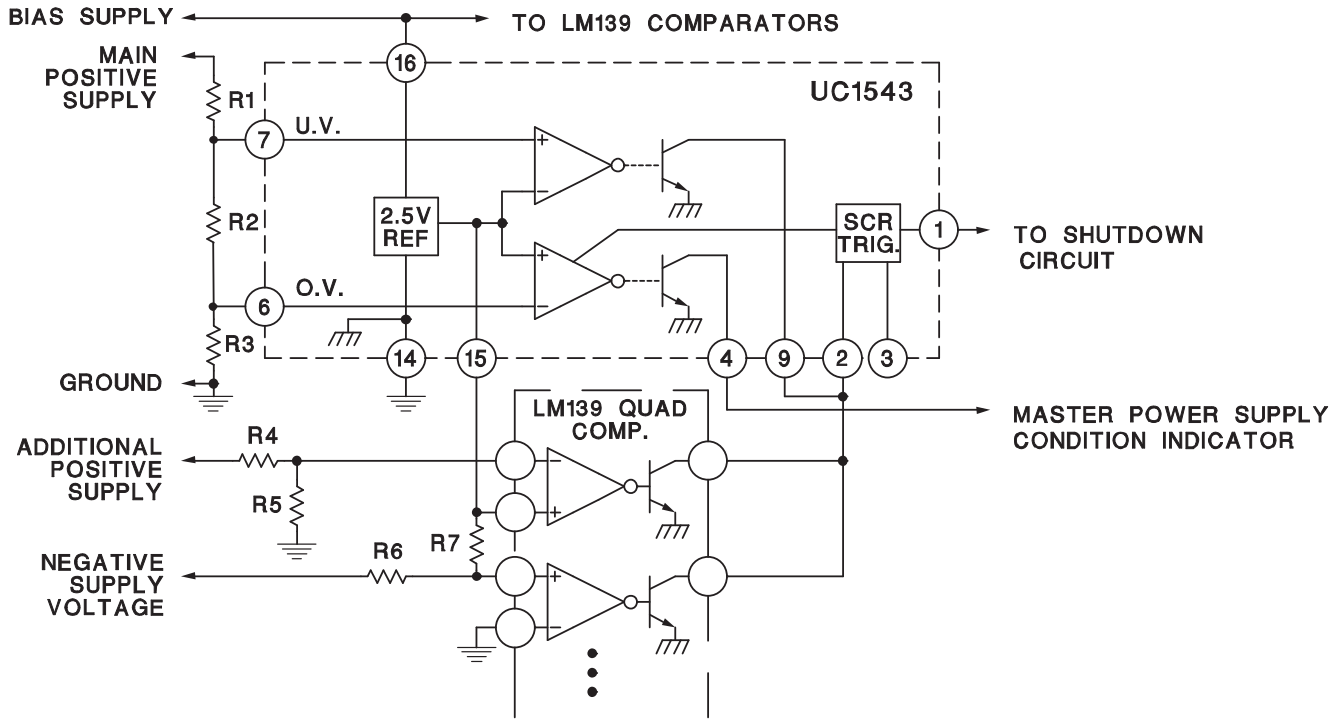 BIAS SUPPLY
TO LM139 COMPARATORS
MAIN
POSITIVE
SUPPLY
16
UC1543
R1
7
U.V.
+
−
R2
2.5V
REF
SCR
TRIG.
1
TO SHUTDOWN
CIRCUIT
+
−
6
O.V.
R3
14
15
4
9
2
3
GROUND
LM139 QUAD
COMP.
MASTER POWER SUPPLY
CONDITION INDICATOR
ADDITIONAL
POSITIVE
SUPPLY
R4
R5
−
+
R7
NEGATIVE
SUPPLY
VOLTAGE
R6
+
−